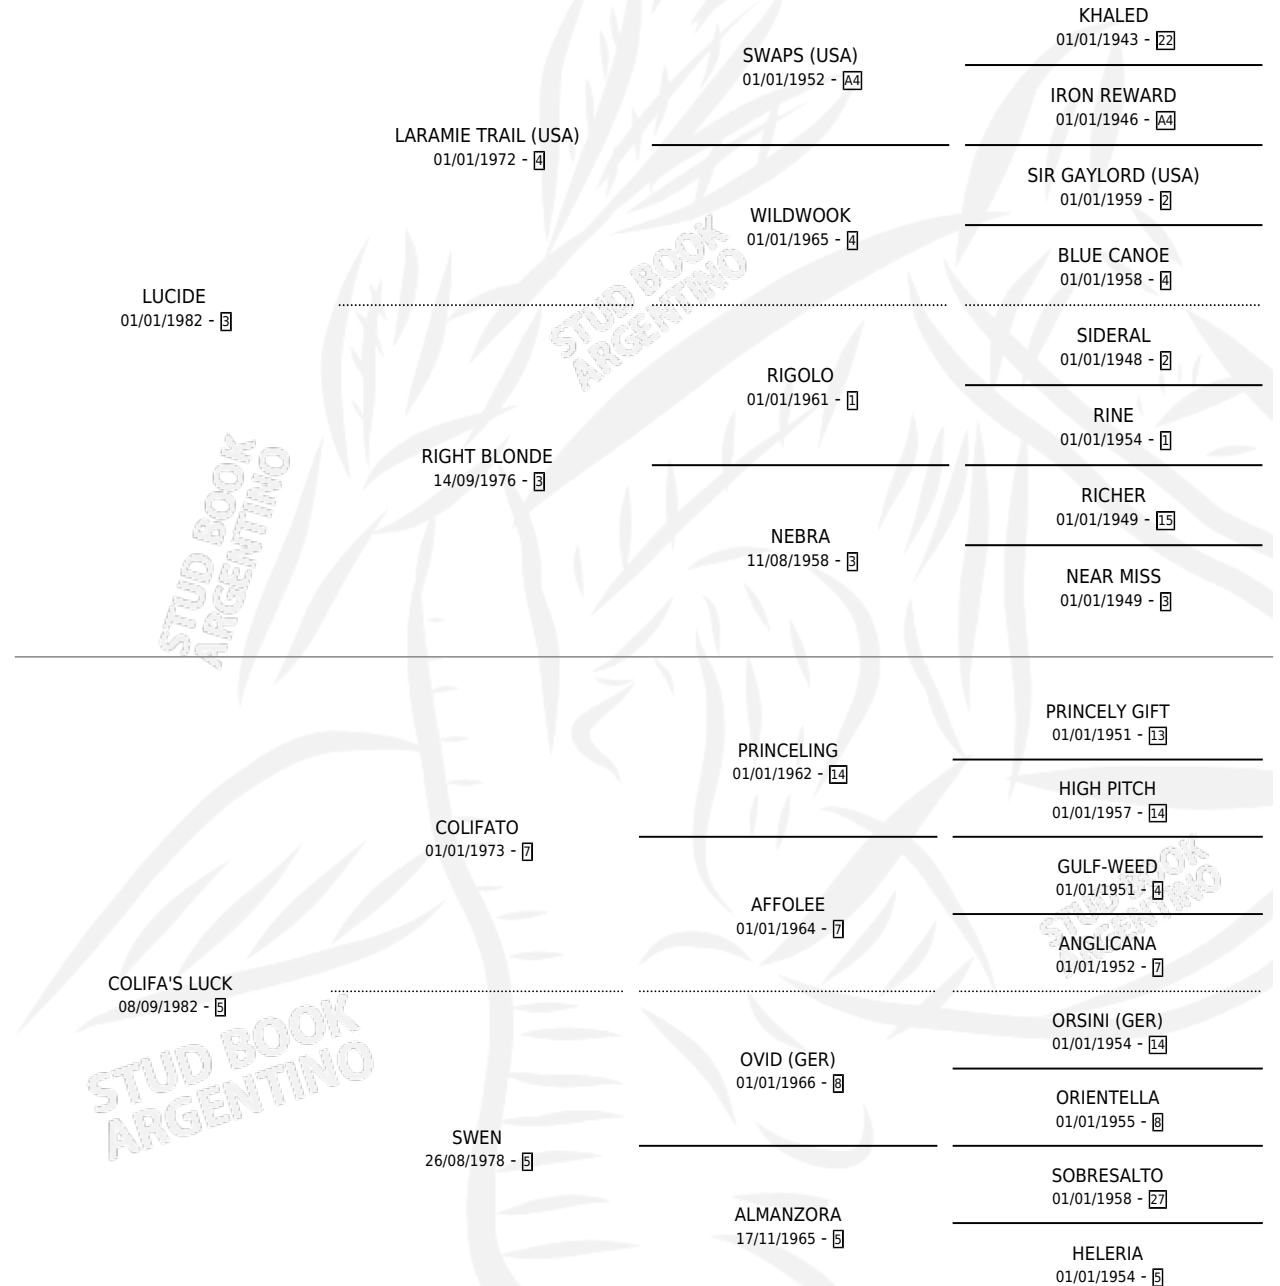 KHALED
01/01/1943 - 22
SWAPS (USA)
01/01/1952 - A4
IRON REWARD
01/01/1946 - A4
LARAMIE TRAIL (USA)
01/01/1972 - 4
SIR GAYLORD (USA)
01/01/1959 - 2
WILDWOOK
01/01/1965 - 4
BLUE CANOE
01/01/1958 - 4
LUCIDE
01/01/1982 - 3
STUD BOOK
ARGENTINO
SIDERAL
01/01/1948 - 2
RIGOLO
01/01/1961 - 1
RINE
01/01/1954 - 1
RIGHT BLONDE
14/09/1976 - 3
RICHER
01/01/1949 - 15
NEBRA
11/08/1958 - 3
NEAR MISS
01/01/1949 - 3
STUD BOOK
ARGENTINO
PRINCELY GIFT
01/01/1951 - 13
PRINCELING
01/01/1962 - 14
HIGH PITCH
01/01/1957 - 14
COLIFATO
01/01/1973 - 7
GULF-WEED
01/01/1951 - 4
AFFOLEE
01/01/1964 - 7
ANGLICANA
01/01/1952 - 7
STUD BOOK
ARGENTINO
COLIFA'S LUCK
08/09/1982 - 5
ORSINI (GER)
01/01/1954 - 14
OVID (GER)
01/01/1966 - 8
ORIENTELLA
01/01/1955 - 8
STUD BOOK
ARGENTINO
SWEN
26/08/1978 - 5
SOBRESALTO
01/01/1958 - 27
ALMANZORA
17/11/1965 - 5
HELERIA
01/01/1954 - 5